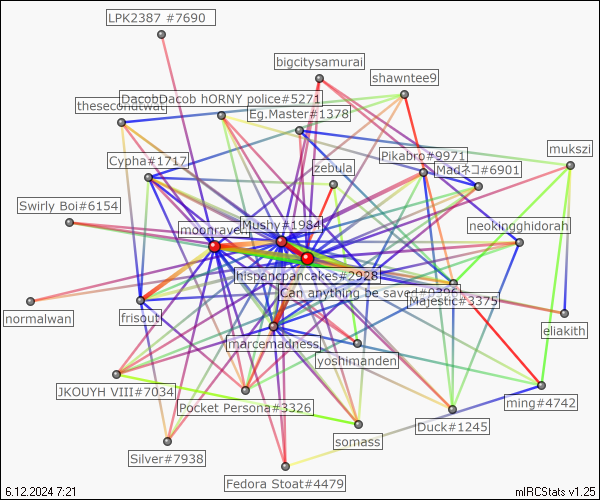 LPK2387 #7690
bigcitysamurai
shawntee9
DacobDacob hORNY police#5271
thesecondtwat
Eg.Master#1378
mukszi
Pikabro#9971
Cypha#1717
zebula
Madネコ#6901
Swirly Boi#6154
moonravel
Mushy#1984
neokingghidorah
hispancpancakes#2928
Can anything be saved#0396
Majestic#3375
normalwan
frisout
eliakith
marcemadness
yoshimanden
JKOUYH VIII#7034
ming#4742
Pocket Persona#3326
Duck#1245
somass
Silver#7938
Fedora Stoat#4479
6.12.2024 7:21
mIRCStats v1.25